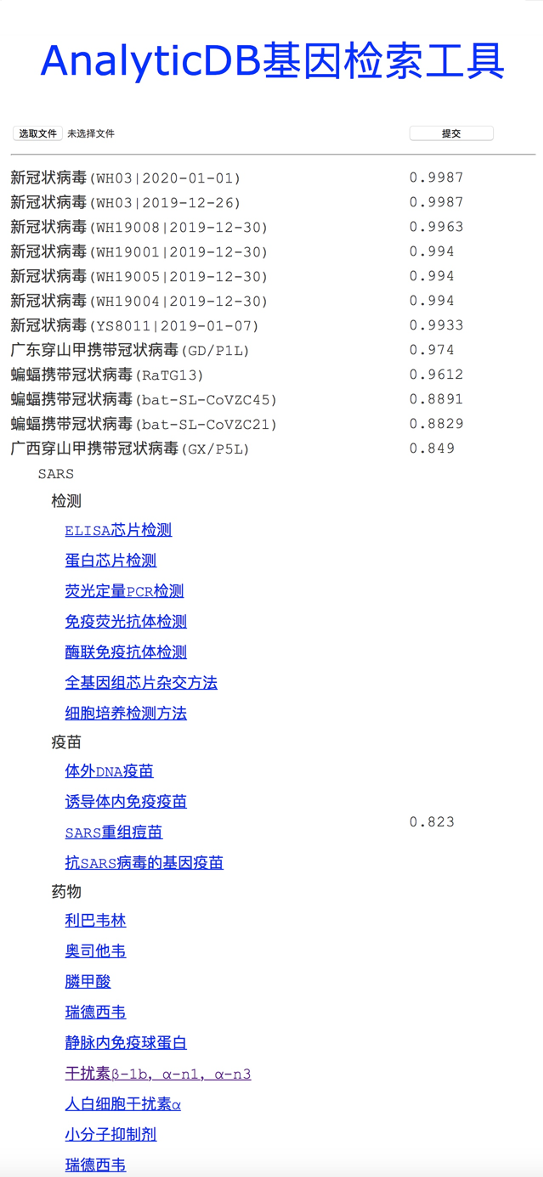 AnalyticDB基因检索工具
选取文件 未选择文件 提交
新冠状病毒(WH03|2020-01-01) 0.9987
新冠状病毒(WH03|2019-12-26) 0.9987
新冠状病毒(WH19008|2019-12-30) 0.9963
新冠状病毒(WH19001|2019-12-30) 0.994
新冠状病毒(WH19005|2019-12-30) 0.994
新冠状病毒(WH19004|2019-12-30) 0.994
新冠状病毒(YS8011|2019-01-07) 0.9933
广东穿山甲携带冠状病毒(GD/P1L) 0.974
蝙蝠携带冠状病毒(RaTG13) 0.9612
蝙蝠携带冠状病毒(bat-SL-CoVZC45) 0.8891
蝙蝠携带冠状病毒(bat-SL-CoVZC21) 0.8829
广西穿山甲携带冠状病毒(GX/P5L) 0.849
SARS
检测
ELISA芯片检测
蛋白芯片检测
荧光定量PCR检测
免疫荧光抗体检测
酶联免疫抗体检测
全基因组芯片杂交方法
细胞培养检测方法
疫苗
体外DNA疫苗
诱导体内免疫疫苗
0.823
SARS重组痘苗
抗SARS病毒的基因疫苗
药物
利巴韦林
奥司他韦
膦甲酸
瑞德西韦
静脉内免疫球蛋白
干扰素β-1b, α-n1, α-n3
人白细胞干扰素α
小分子抑制剂
瑞德西韦